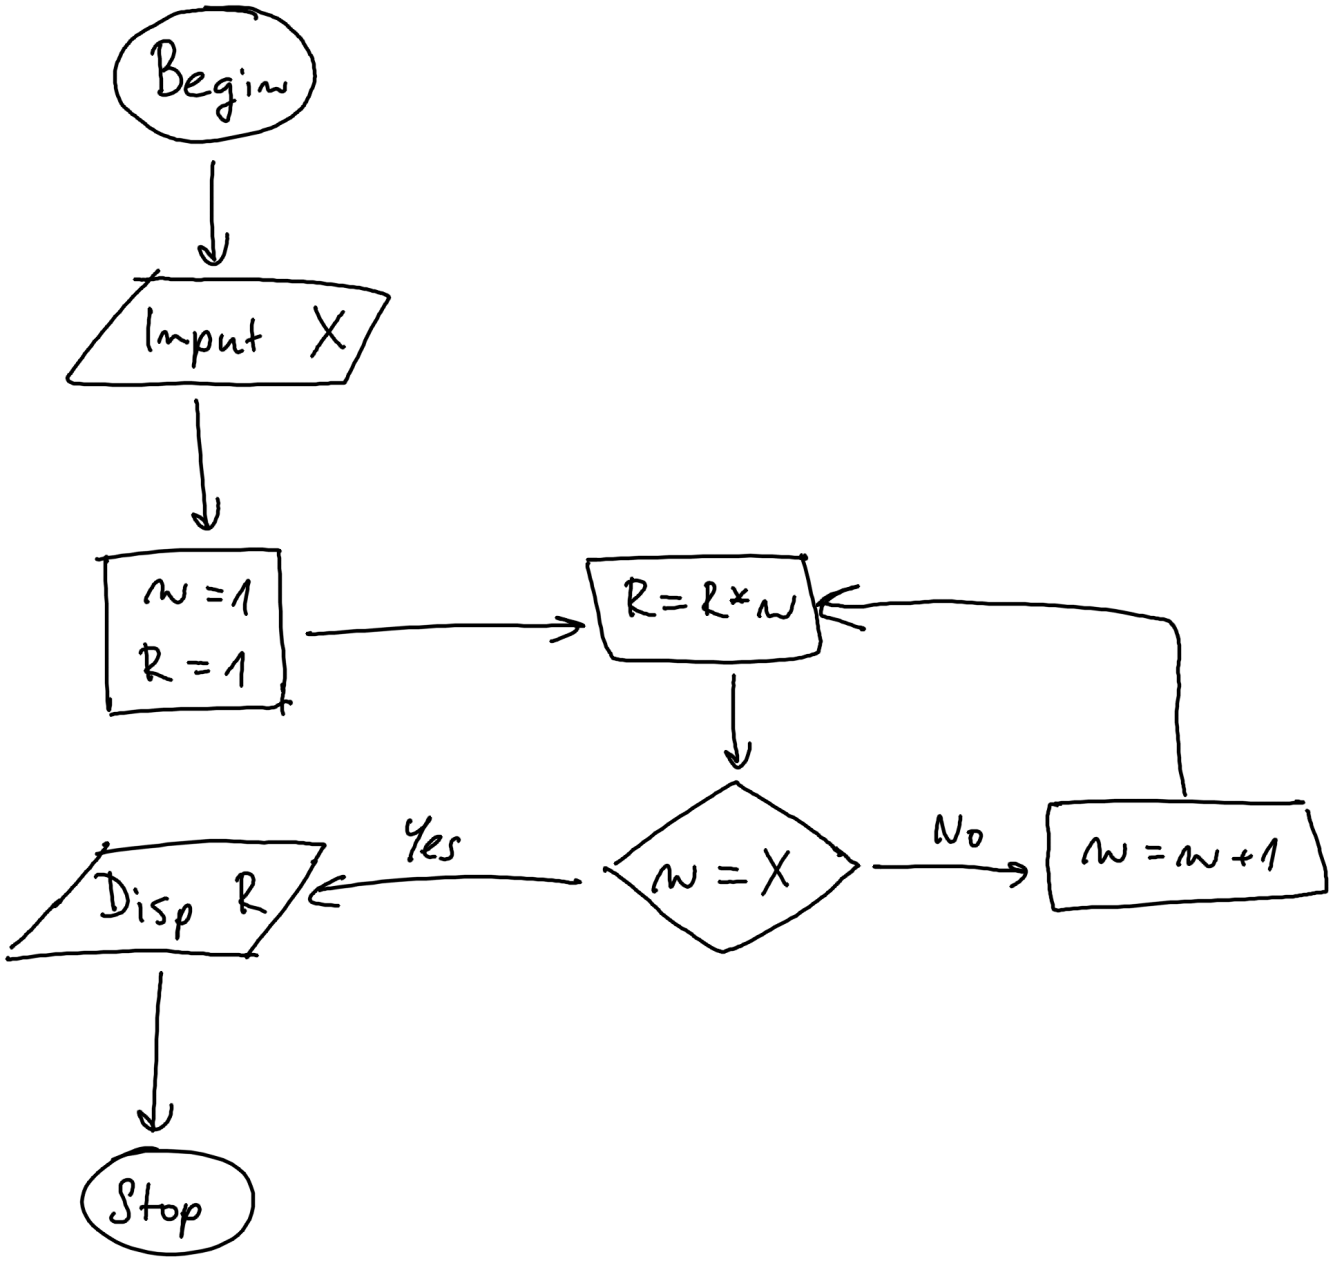 Begin
Input X
n = 1
R = 1
R = R * n
n = X
Yes
No
n = n + 1
Disp R
Stop